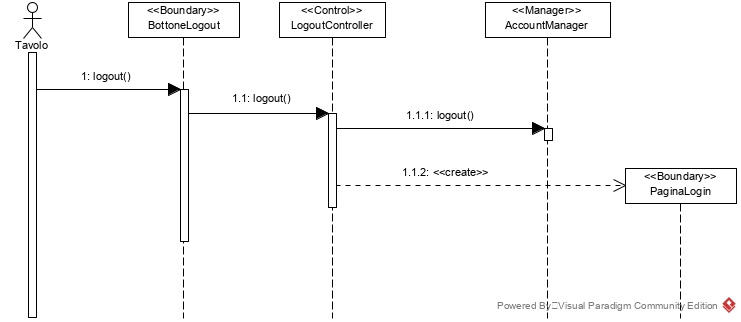 <<Boundary>>
BottoneLogout
<<Control>>
LogoutController
<<Manager>>
AccountManager
Tavolo
1: logout()
1.1: logout()
1.1.1: logout()
1.1.2: <<create>>
<<Boundary>>
PaginaLogin
Powered By Visual Paradigm Community Edition